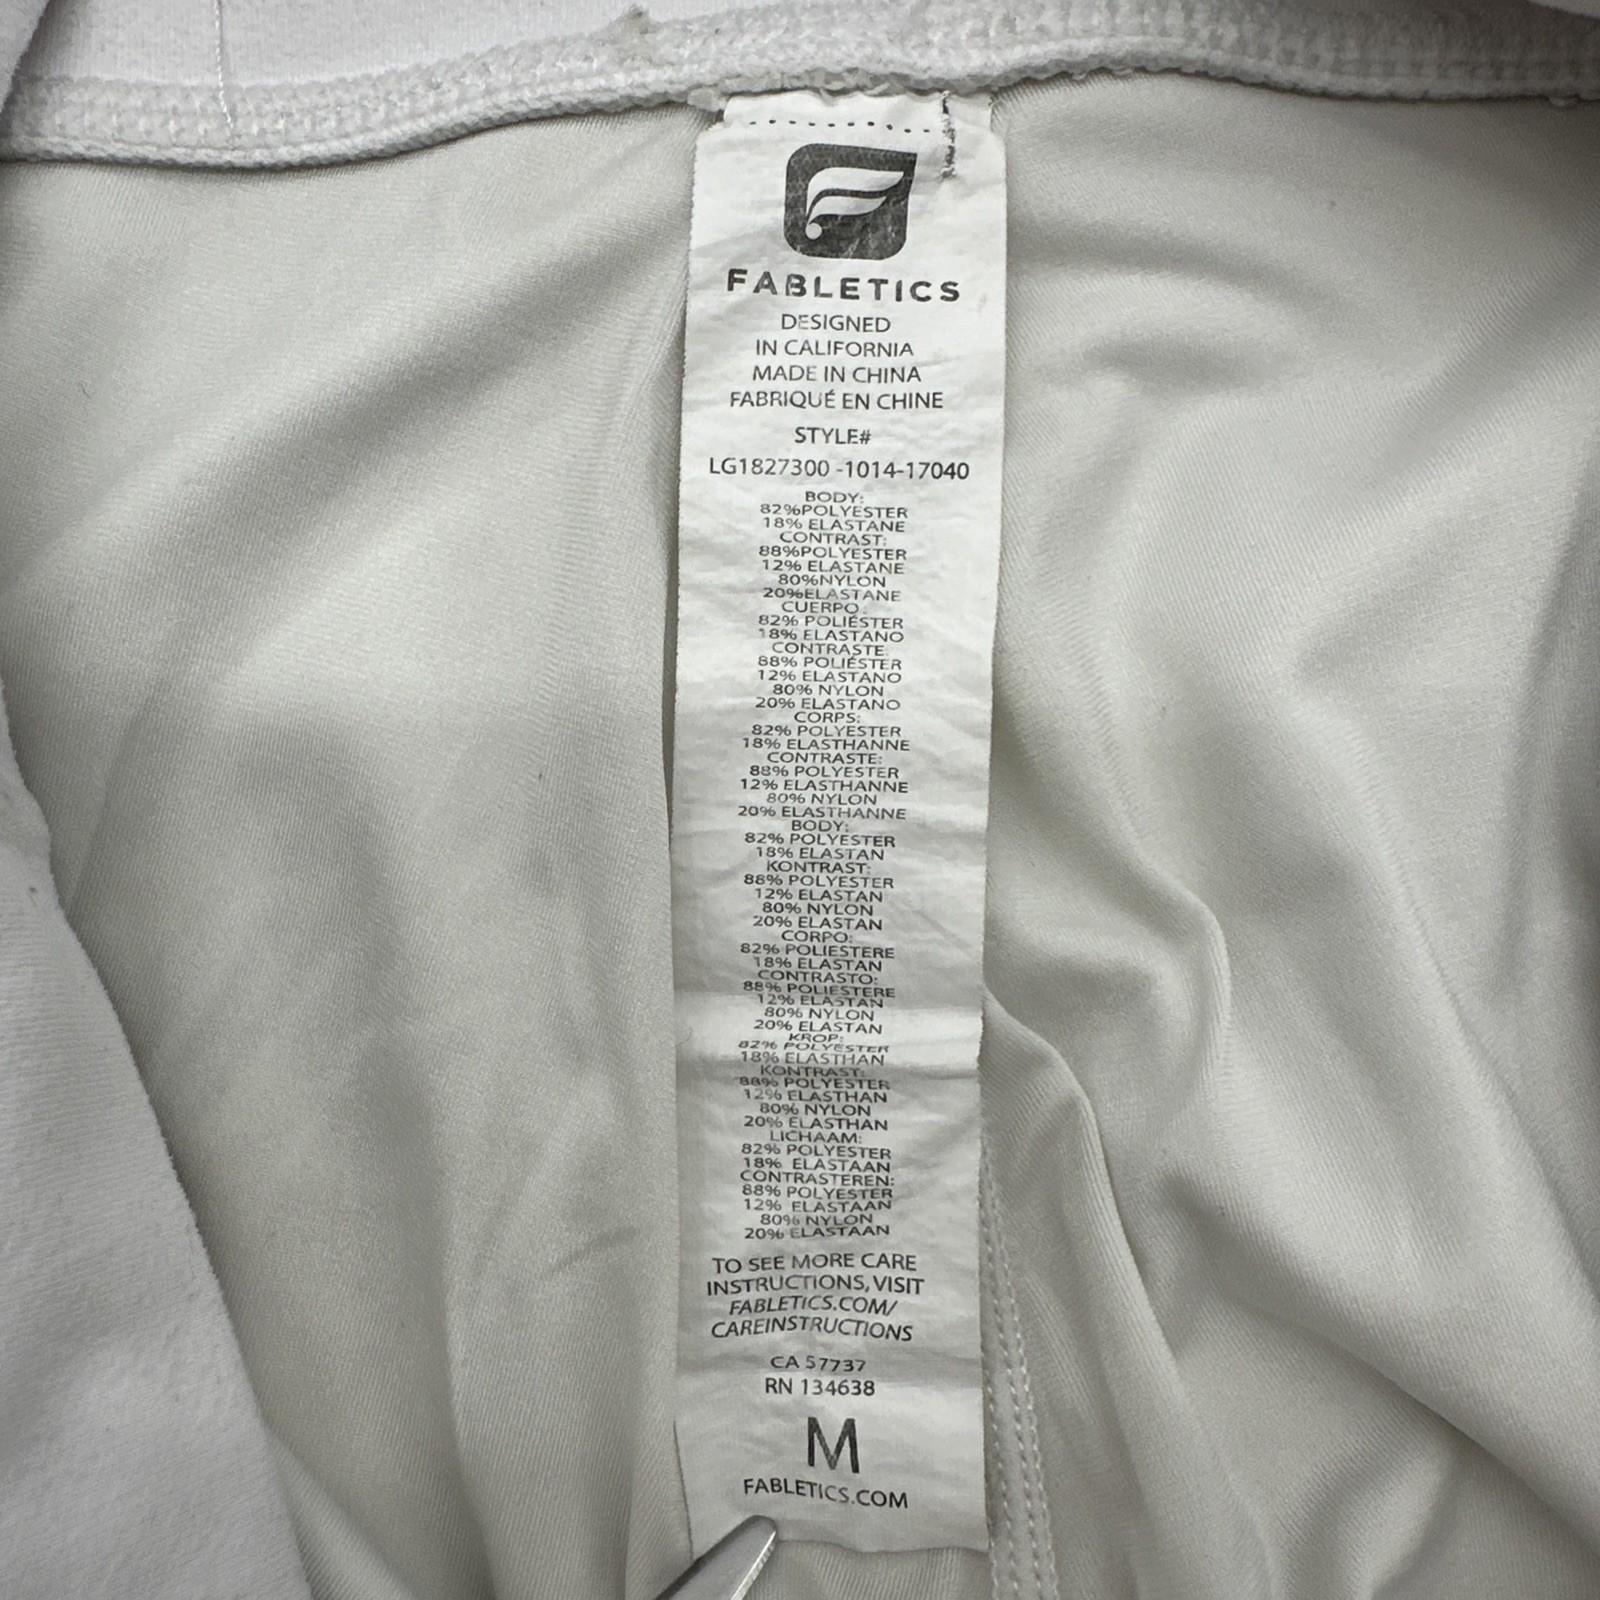 FABLETICS
DESIGNED
IN CALIFORNIA
MADE IN CHINA
FABRIQUÉ EN CHINE
STYLE#
LG1827300 -1014-17040
BODY:
82%POLYESTER
18% ELASTANE
CONTRAST:
88%POLYESTER
12% ELASTANE
80%NYLON
20%ELASTANE
CUERPO:
82% POLIÉSTER
18% ELASTANO
CONTRASTE:
88% POLIÉSTER
12% ELASTANO
80% NYLON
20% ELASTANO
CORPS:
82% POLYESTER
18% ELASTHANNE
CONTRASTE:
88% POLYESTER
12% ELASTHANNE
80% NYLON
20% ELASTHANNE
BODY:
82% POLYESTER
18% ELASTAN
KONTRAST:
88% POLYESTER
12% ELASTAN
80% NYLON
20% ELASTAN
CORPO:
82% POLIESTERE
18% ELASTAN
CONTRASTO:
88% POLIESTERE
12% ELASTAN
80% NYLON
20% ELASTAN
KROP:
82% POLYESTER
18% ELASTHAN
KONTRAST:
88% POLYESTER
12% ELASTHAN
80% NYLON
20% ELASTHAN
LICHAAM:
82% POLYESTER
18% ELASTAAN
CONTRASTEREN:
88% POLYESTER
12% ELASTAAN
80% NYLON
20% ELASTAAN
TO SEE MORE CARE
INSTRUCTIONS, VISIT
FABLETICS.COM/
CAREINSTRUCTIONS
CA 57737
RN 134638
M
FABLETICS.COM